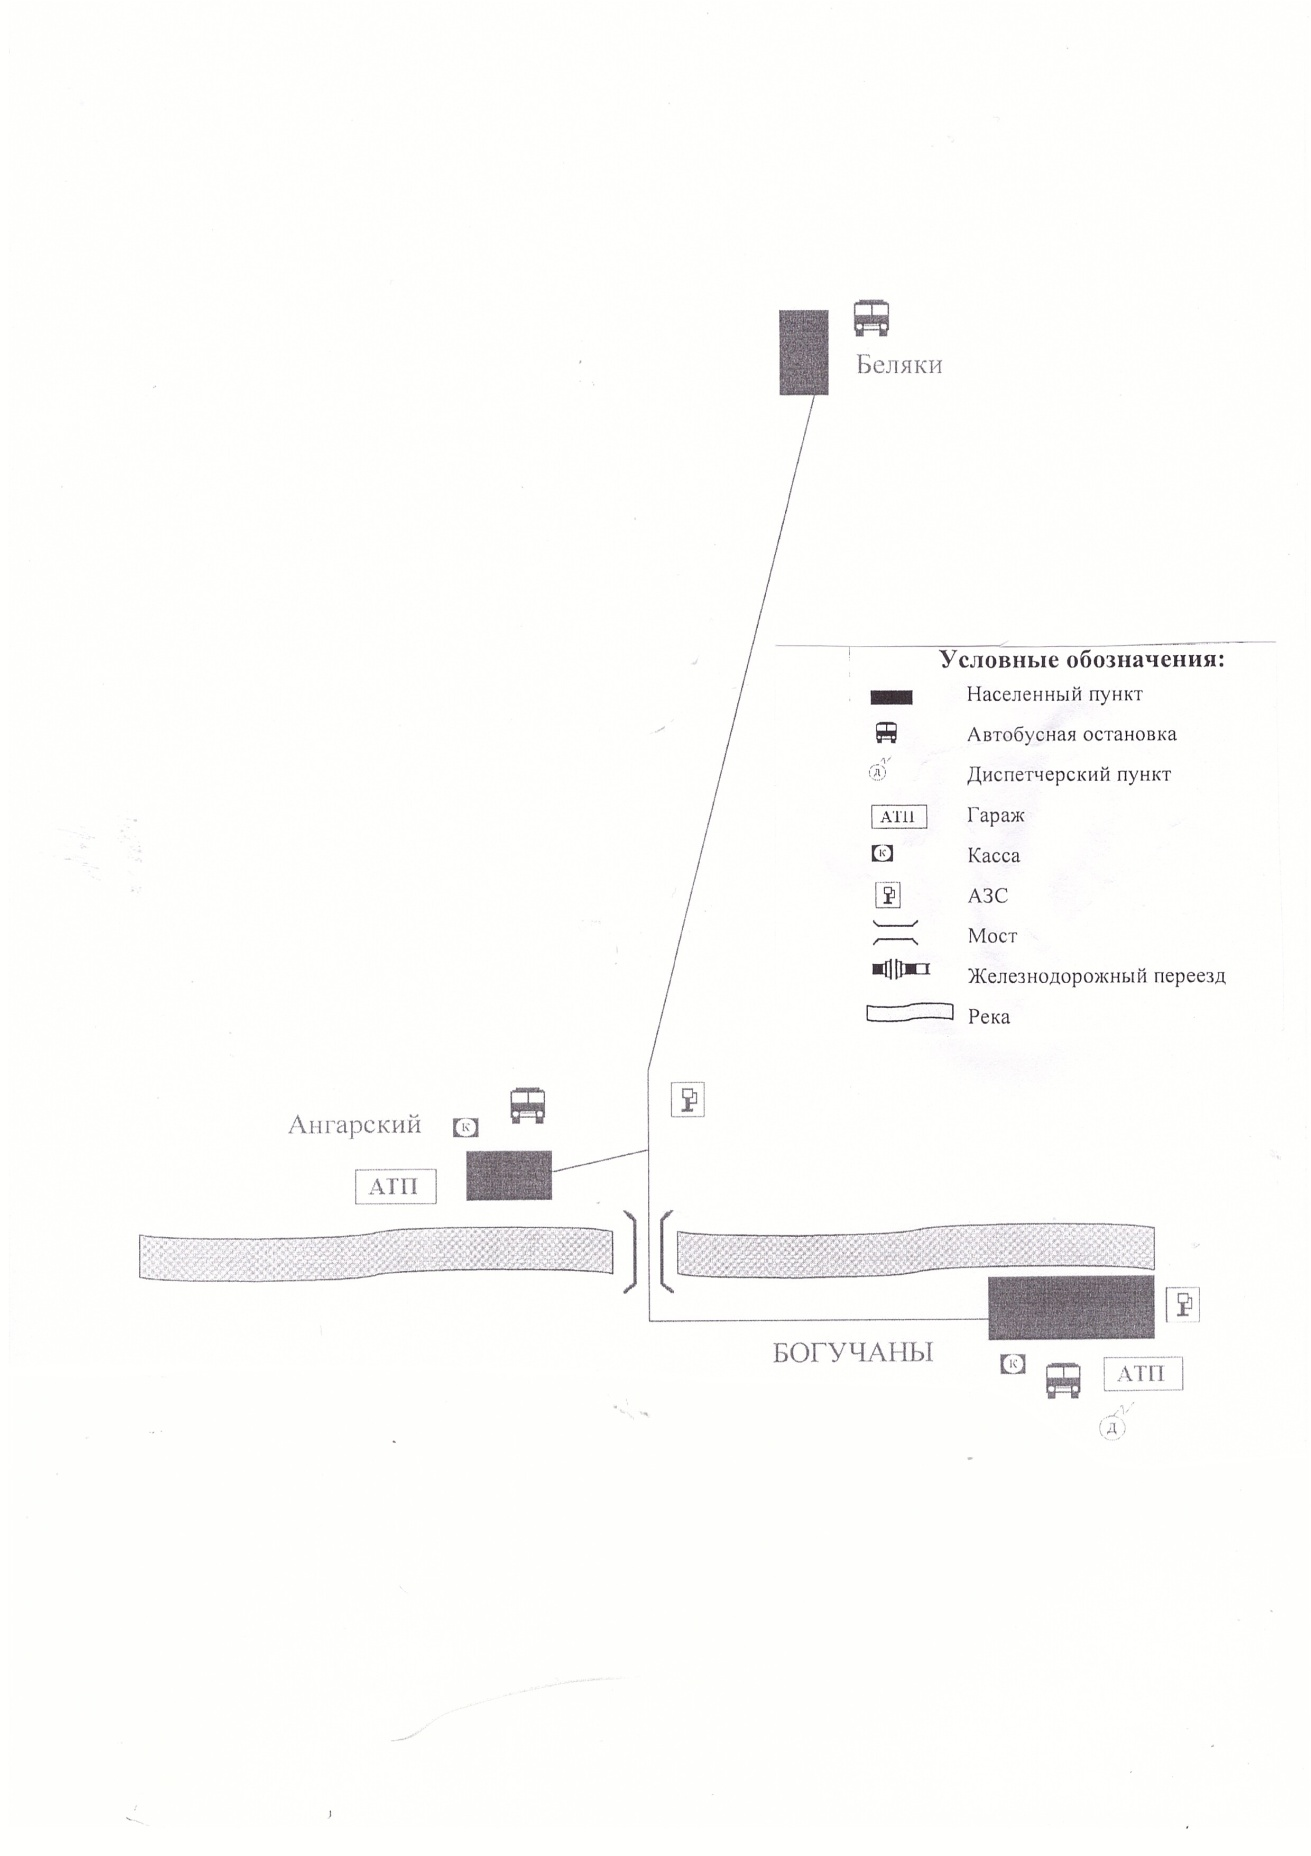 Беляки
Условные обозначения:
Населенный пункт
Автобусная остановка
Д
Диспетчерский пункт
АТП
Гараж
К
Касса
АЗС
Мост
Железнодорожный переезд
Река
Ангарский
К
АТП
БОГУЧАНЫ
К
АТП
Д